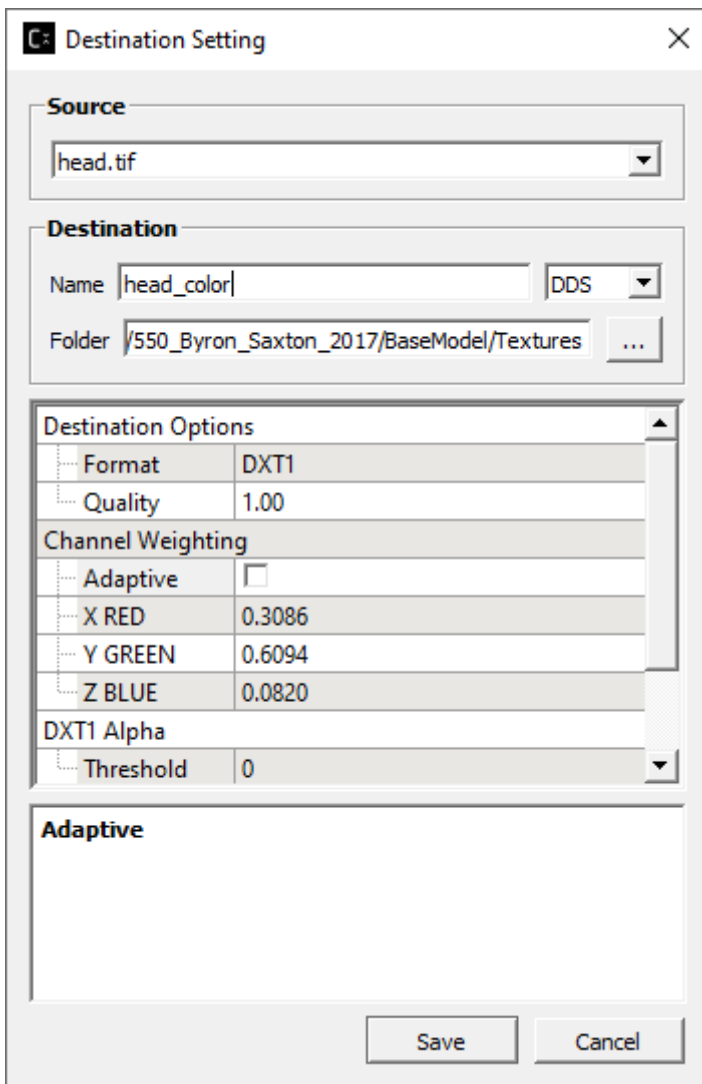 Destination Setting
Source
head.tif
Destination
Name head_color DDS
Folder /550_Byron_Saxton_2017/BaseModel/Textures ...
Destination Options
Format DXT1
Quality 1.00
Channel Weighting
Adaptive
X RED 0.3086
Y GREEN 0.6094
Z BLUE 0.0820
DXT1 Alpha
Threshold 0
Adaptive
Save Cancel